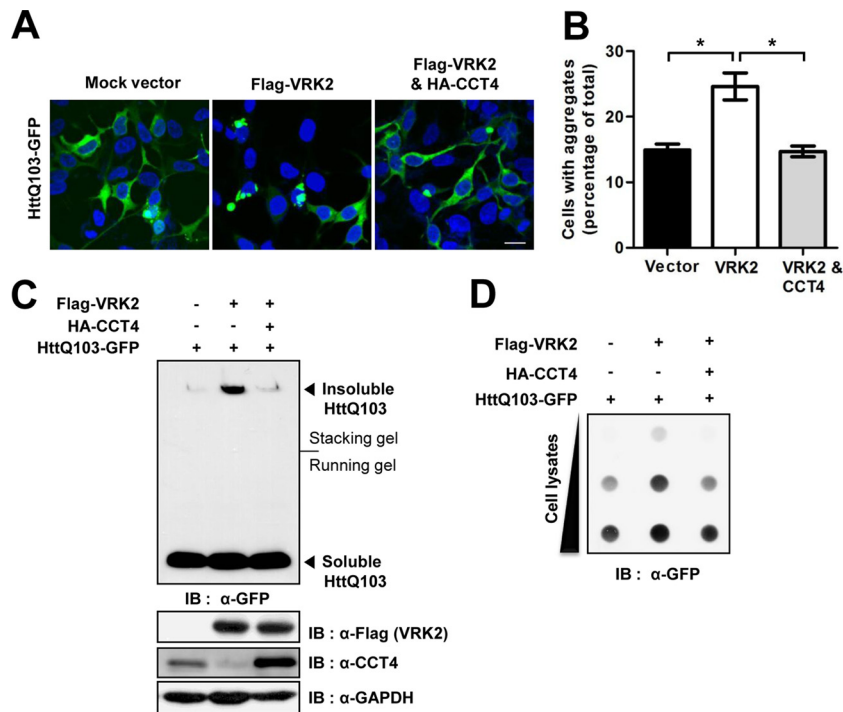 A
Mock vector
Flag-VRK2
Flag-VRK2
& HA-CCT4
HttQ103-GFP
B
Cells with aggregates
(percentage of total)
30
20
10
0
*
*
Vector
VRK2
VRK2 &
CCT4
C
Flag-VRK2 - + +
HA-CCT4 - - +
HttQ103-GFP + + +
Insoluble
HttQ103
Stacking gel
Running gel
Soluble
HttQ103
IB : α-GFP
IB : α-Flag (VRK2)
IB : α-CCT4
IB : α-GAPDH
D
Flag-VRK2 - + +
HA-CCT4 - - +
HttQ103-GFP + + +
Cell lysates
IB : α-GFP